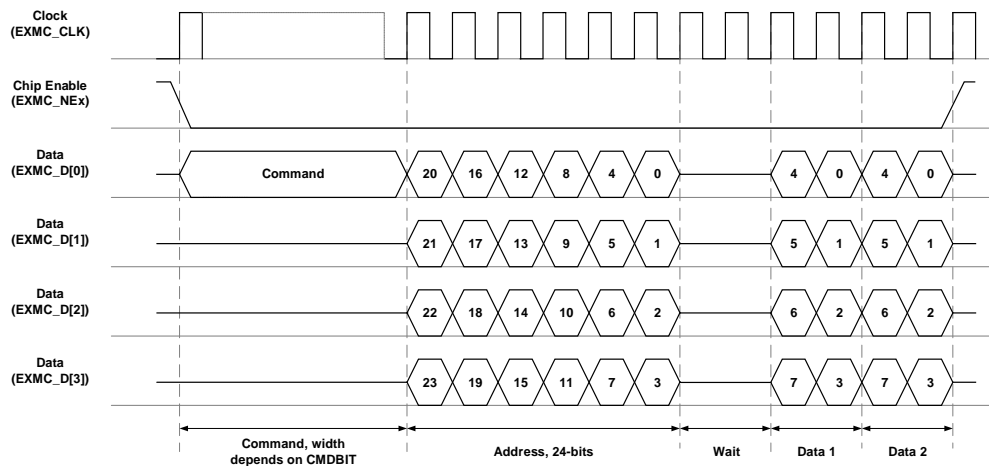 Clock
(EXMC_CLK)
Chip Enable
(EXMC_NEx)
Data
(EXMC_D[0])
Command
20 16 12 8 4 0
4 0 4 0
Data
(EXMC_D[1])
21 17 13 9 5 1
5 1 5 1
Data
(EXMC_D[2])
22 18 14 10 6 2
6 2 6 2
Data
(EXMC_D[3])
23 19 15 11 7 3
7 3 7 3
Command, width
depends on CMDBIT
Address, 24-bits
Wait
Data 1
Data 2